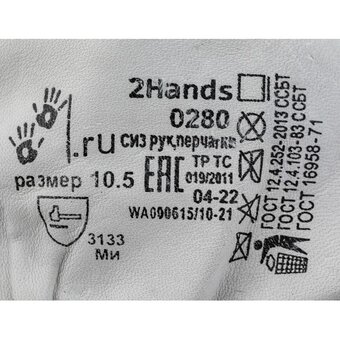 2Hands
0280
.ru сиз рук,перчатки
размер 10.5
EAC
ТР ТС
019/2011
04-22
WA090615/10-21
3133
Ми
ГОСТ 12.4.252-2013 ССБТ
ГОСТ 12.4.103-83 ССБТ
ГОСТ 16958-71